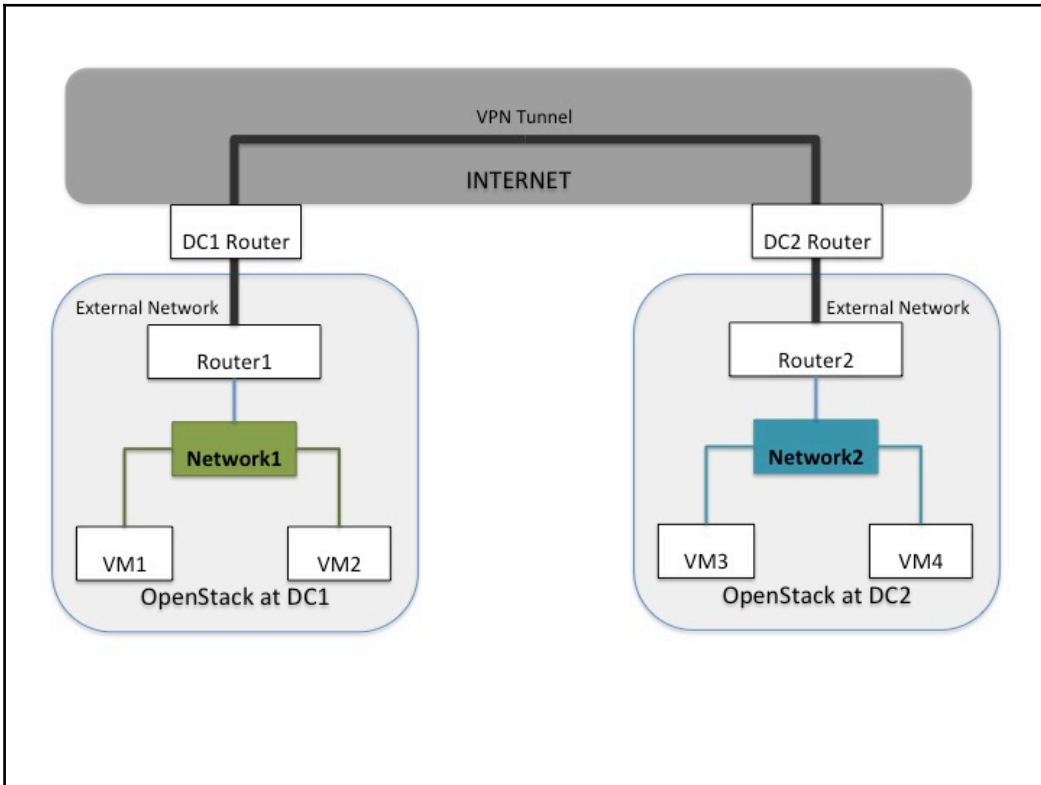 VPN Tunnel
INTERNET
DC1 Router
DC2 Router
External Network
External Network
Router1
Router2
Network1
Network2
VM1
VM2
VM3
VM4
OpenStack at DC1
OpenStack at DC2